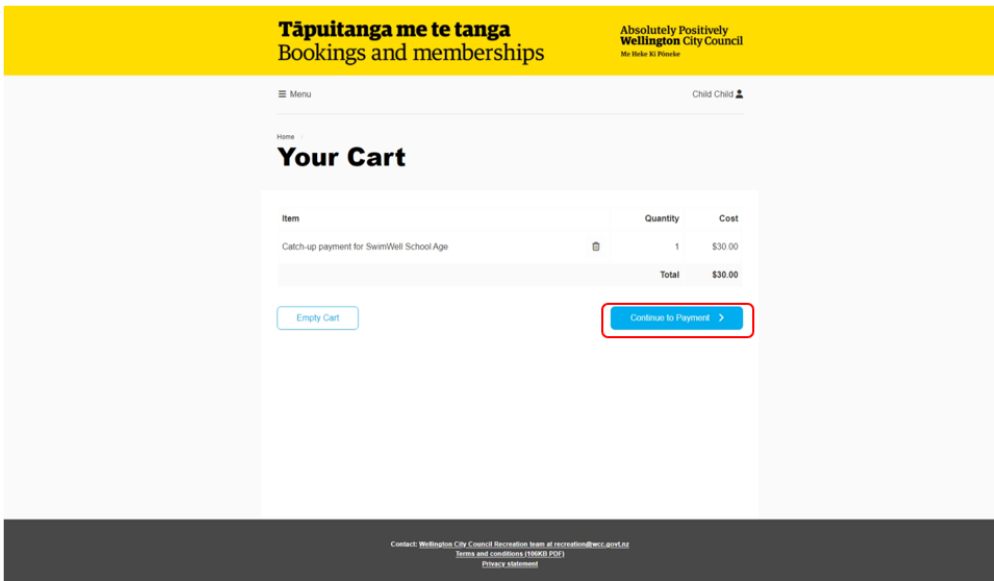 Tāpuitanga me te tanga
Bookings and memberships
Absolutely Positively
Wellington City Council
Me Heke Ki Pōneke
Menu
Child Child
Home
Your Cart
Item Quantity Cost
Catch-up payment for SwimWell School Age 1 $30.00
Total $30.00
Empty Cart
Continue to Payment
Contact: Wellington City Council Recreation team at recreation@wcc.govt.nz
Terms and conditions (196KB PDF)
Privacy statement